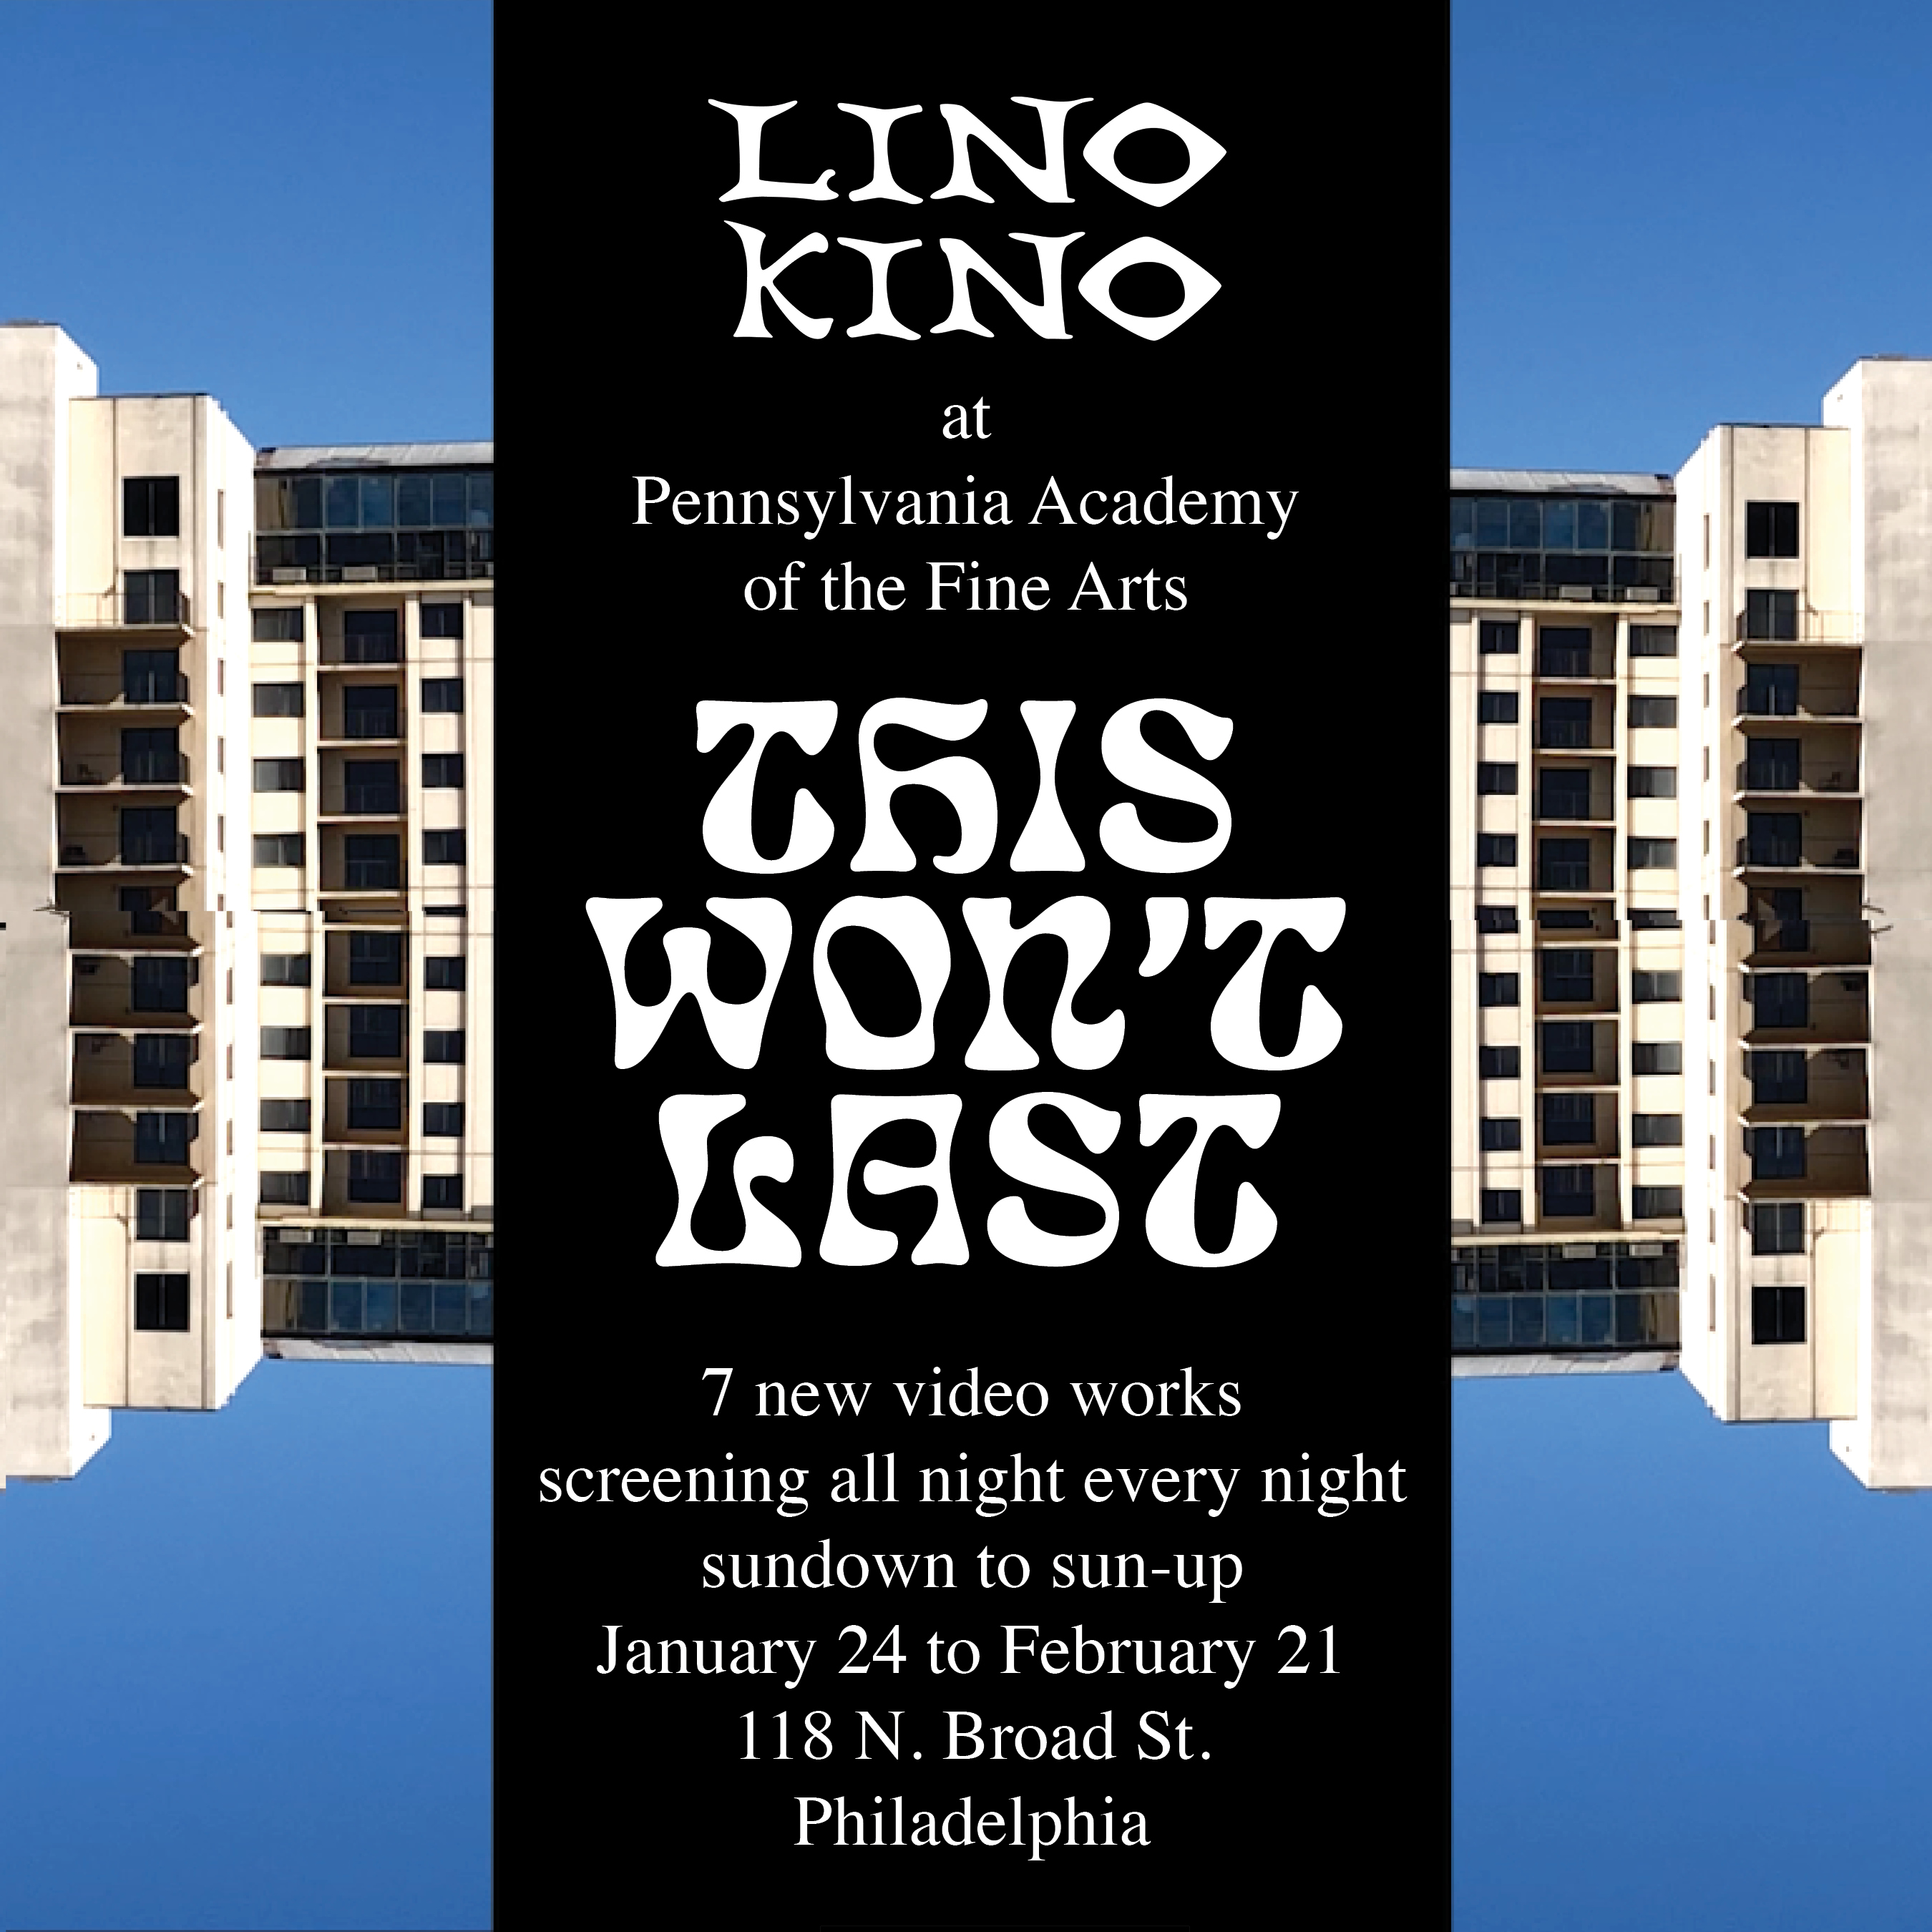 LINO
KINO
at
Pennsylvania Academy
of the Fine Arts
THIS
WON'T
LAST
7 new video works
screening all night every night
sundown to sun-up
January 24 to February 21
118 N. Broad St.
Philadelphia